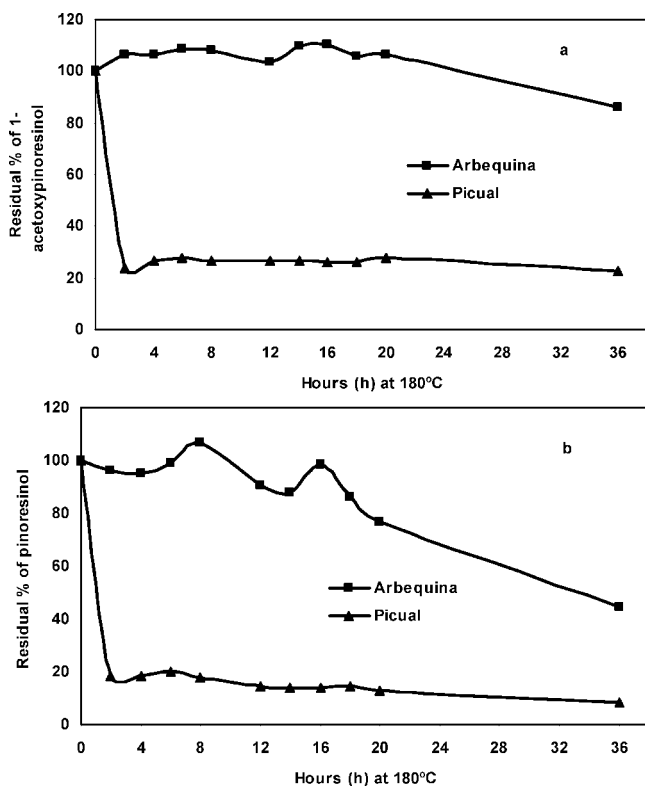 120
100
80
60
40
20
0
Residual % of 1-
acetoxypinoresinol
a
Arbequina
Picual
0 4 8 12 16 20 24 28 32 36
Hours (h) at 180ºC
120
100
80
60
40
20
0
Residual % of pinoresinol
b
Arbequina
Picual
0 4 8 12 16 20 24 28 32 36
Hours (h) at 180ºC